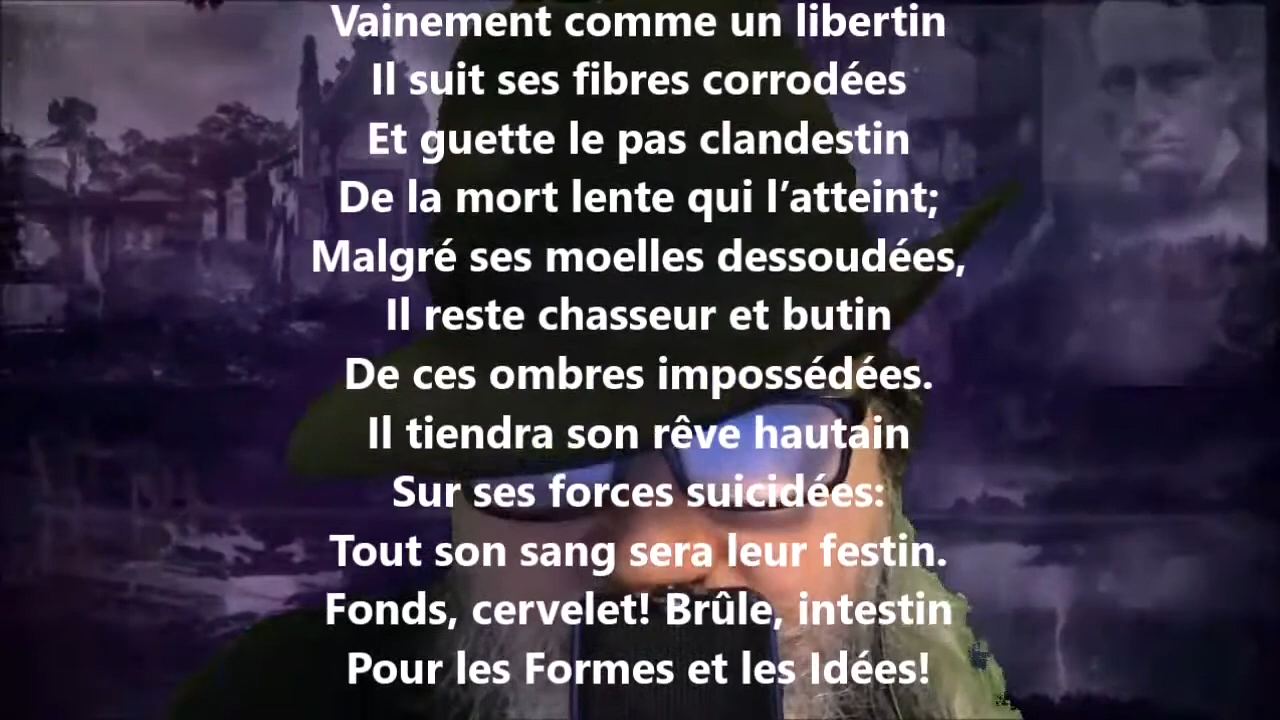 Vainement comme un libertin
Il suit ses fibres corrodées
Et guette le pas clandestin
De la mort lente qui l’atteint;
Malgré ses moelles dessoudées,
Il reste chasseur et butin
De ces ombres impossédées.
Il tiendra son rêve hautain
Sur ses forces suicidées:
Tout son sang sera leur festin.
Fonds, cervelet! Brûle, intestin
Pour les Formes et les Idées!